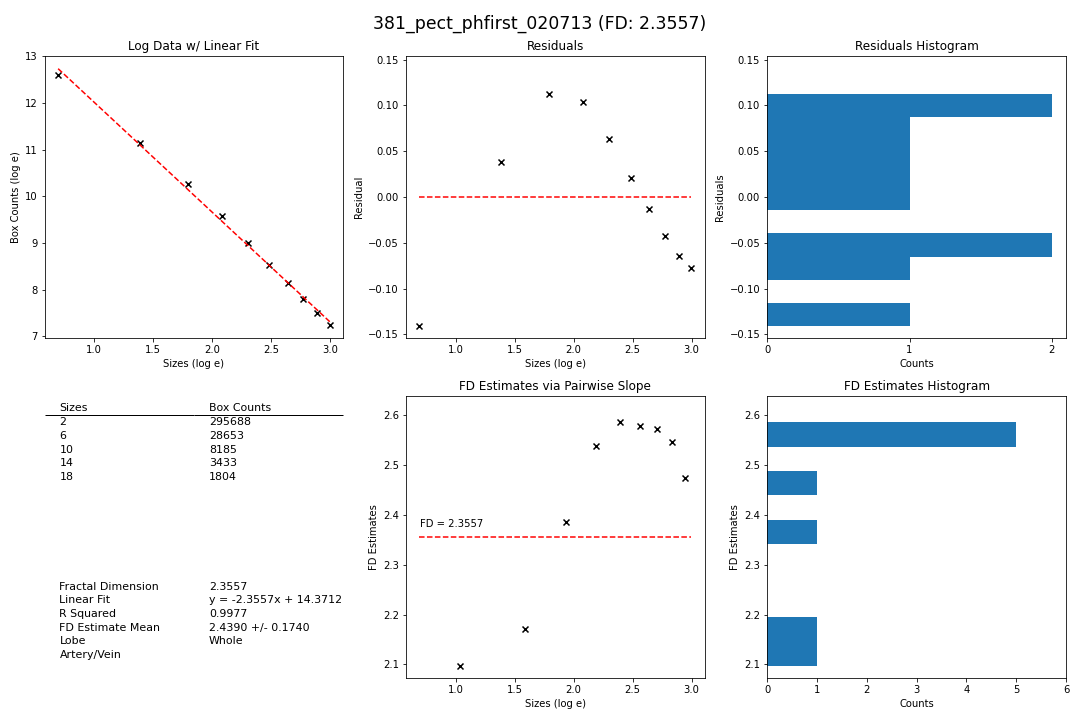 381_pect_phfirst_020713 (FD: 2.3557)
Log Data w/ Linear Fit
13
12
11
10
9
8
7
Box Counts (log e)
1.0 1.5 2.0 2.5 3.0
Sizes (log e)
Residuals
0.15
0.10
0.05
0.00
−0.05
−0.10
−0.15
Residual
1.0 1.5 2.0 2.5 3.0
Sizes (log e)
Residuals Histogram
0.15
0.10
0.05
0.00
−0.05
−0.10
−0.15
Residuals
0 1 2
Counts
Sizes Box Counts
2 295688
6 28653
10 8185
14 3433
18 1804
Fractal Dimension 2.3557
Linear Fit y = -2.3557x + 14.3712
R Squared 0.9977
FD Estimate Mean 2.4390 +/- 0.1740
Lobe Whole
Artery/Vein
FD Estimates via Pairwise Slope
2.6
2.5
2.4
2.3
2.2
2.1
FD Estimates
FD = 2.3557
1.0 1.5 2.0 2.5 3.0
Sizes (log e)
FD Estimates Histogram
2.6
2.5
2.4
2.3
2.2
2.1
FD Estimates
0 1 2 3 4 5 6
Counts